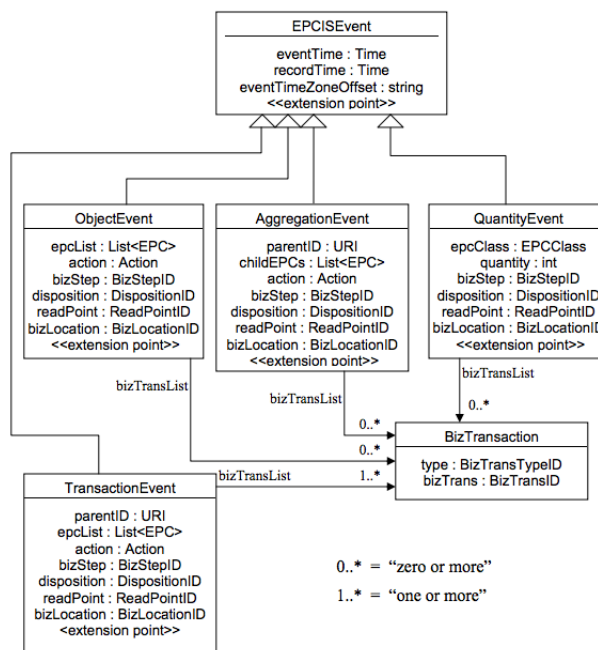 EPCISEvent
eventTime : Time
recordTime : Time
eventTimeZoneOffset : string
<<extension point>>
ObjectEvent
epcList : List<EPC>
action : Action
bizStep : BizStepID
disposition : DispositionID
readPoint : ReadPointID
bizLocation : BizLocationID
<<extension point>>
AggregationEvent
parentID : URI
childEPCs : List<EPC>
action : Action
bizStep : BizStepID
disposition : DispositionID
readPoint : ReadPointID
bizLocation : BizLocationID
<<extension point>>
QuantityEvent
epcClass : EPCClass
quantity : int
bizStep : BizStepID
disposition : DispositionID
readPoint : ReadPointID
bizLocation : BizLocationID
<<extension point>>
bizTransList
bizTransList
bizTransList
0..*
0..*
0..*
BizTransaction
type : BizTransTypeID
bizTrans : BizTransID
bizTransList
1..*
TransactionEvent
parentID : URI
epcList : List<EPC>
action : Action
bizStep : BizStepID
disposition : DispositionID
readPoint : ReadPointID
bizLocation : BizLocationID
<extension point>>
0..* = “zero or more”
1..* = “one or more”